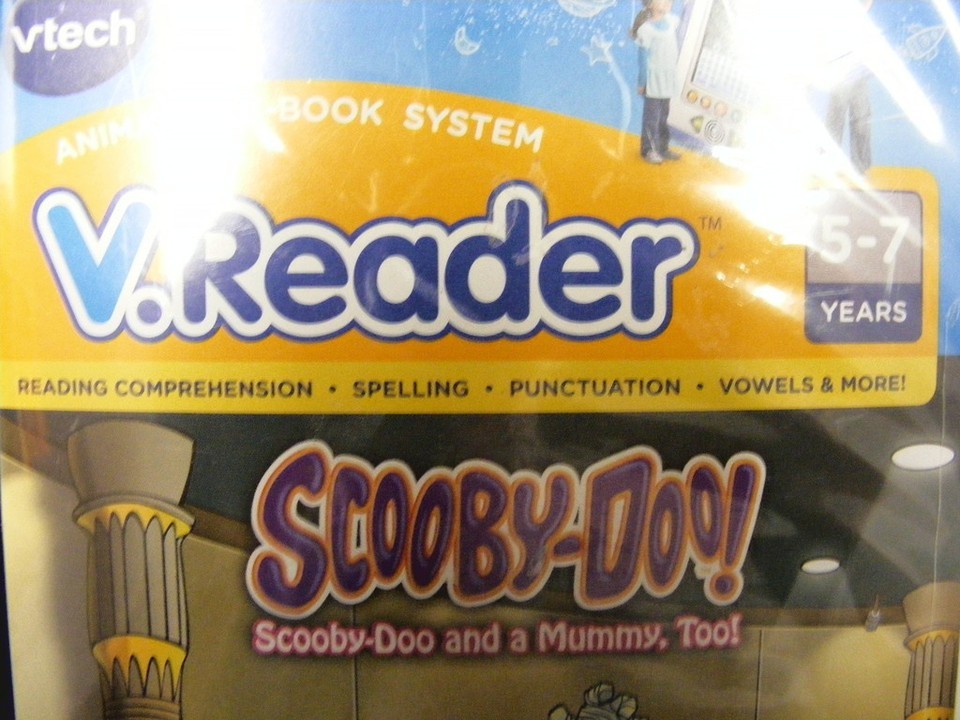 vtech
BOOK SYSTEM
V.Reader™
5-7
YEARS
READING COMPREHENSION • SPELLING • PUNCTUATION • VOWELS & MORE!
SCOOBY-DOO!
Scooby-Doo and a Mummy, Too!